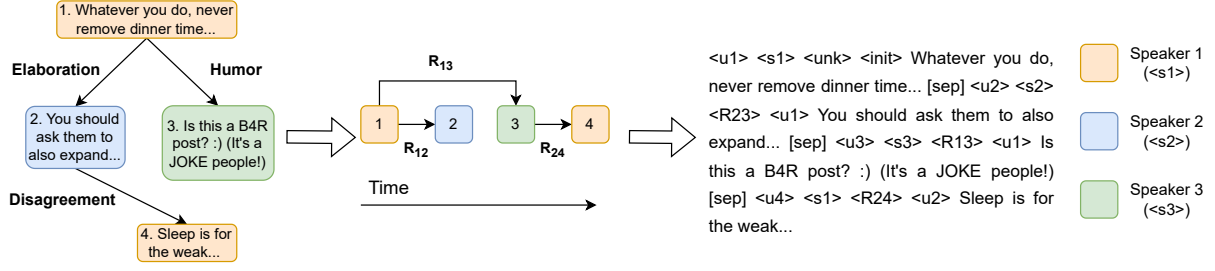 1. Whatever you do, never
remove dinner time...
Elaboration
Humor
2. You should
ask them to
also expand...
3. Is this a B4R
post? :) (It's a
JOKE people!)
Disagreement
4. Sleep is for
the weak...
R13
1
2
3
4
R12
R24
Time
<u1> <s1> <unk> <init> Whatever you do,
never remove dinner time... [sep] <u2> <s2>
<R23> <u1> You should ask them to also
expand... [sep] <u3> <s3> <R13> <u1> Is
this a B4R post? :) (It's a JOKE people!)
[sep] <u4> <s1> <R24> <u2> Sleep is for
the weak...
Speaker 1
(<s1>)
Speaker 2
(<s2>)
Speaker 3
(<s3>)